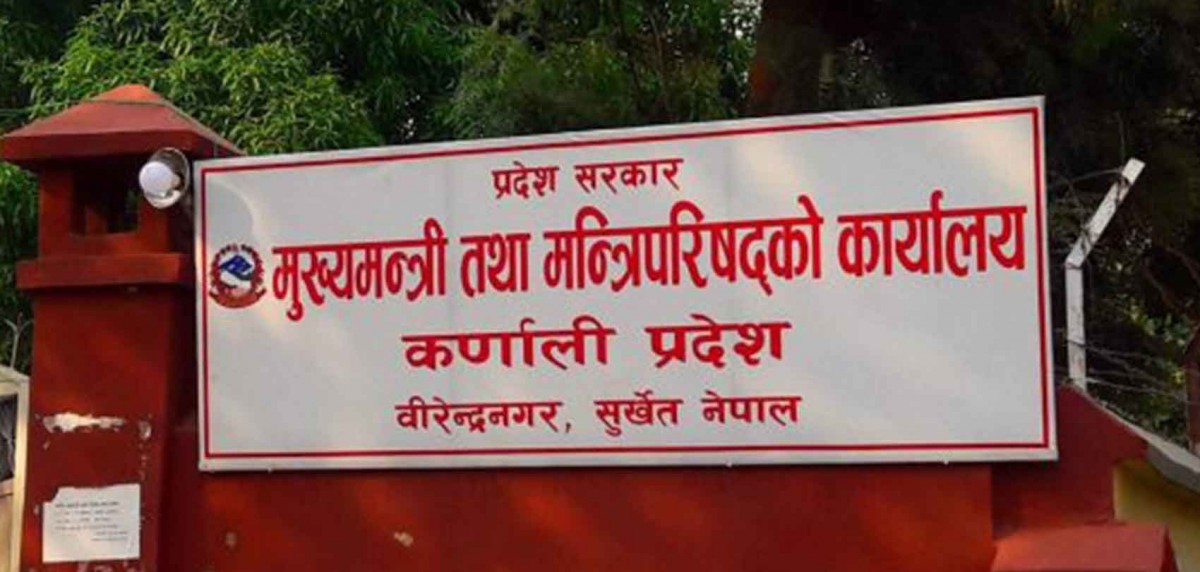 प्रदेश सरकार
मुख्यमन्त्री तथा मन्त्रिपरिषद्को कार्यालय
कर्णाली प्रदेश
वीरेन्द्रनगर, सुर्खेत नेपाल